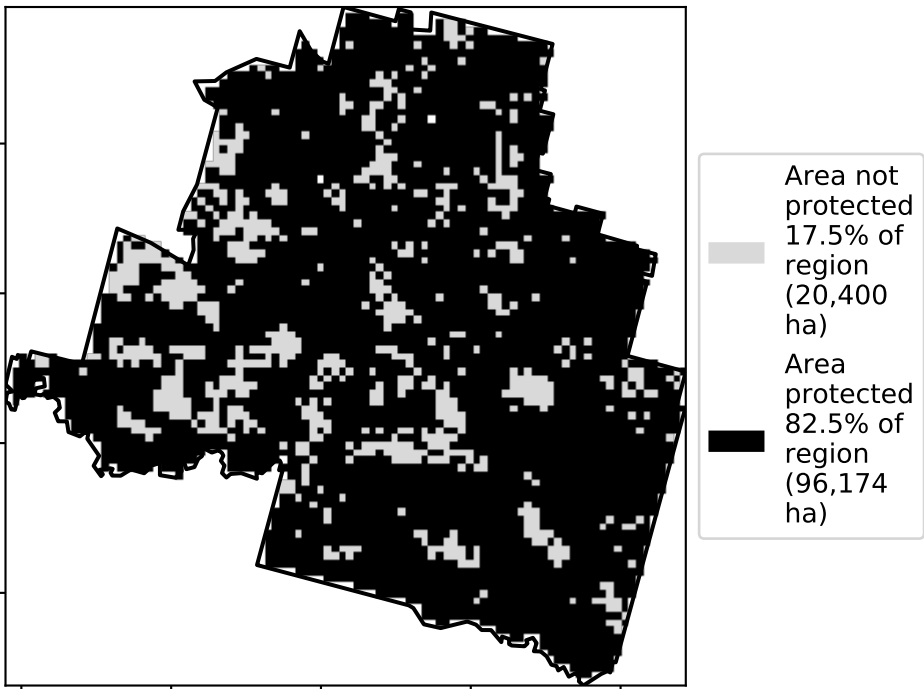 Area not
protected
17.5% of
region
(20,400
ha)
Area
protected
82.5% of
region
(96,174
ha)